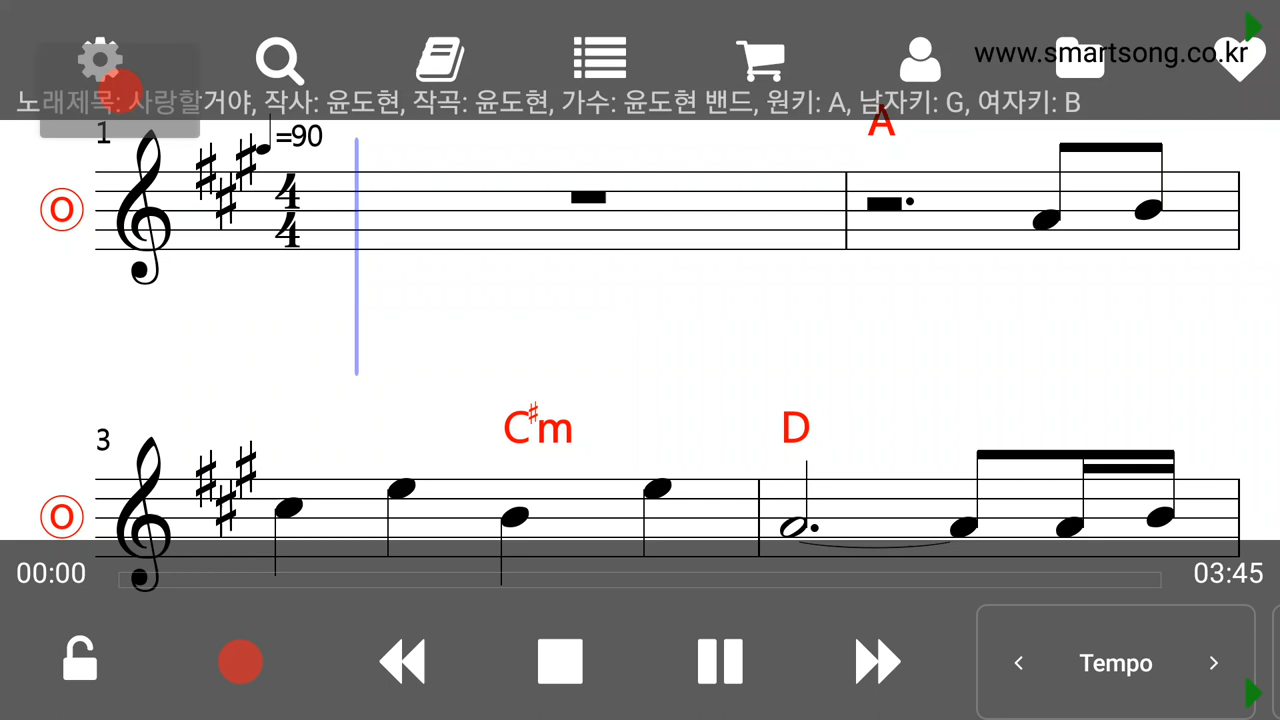 www.smartsong.co.kr
노래제목: 사랑할거야, 작사: 윤도현, 작곡: 윤도현, 가수: 윤도현 밴드, 원키: A, 남자키: G, 여자키: B
1 =90 A
O 4 4
3 C♯m D
O
00:00 03:45
Tempo